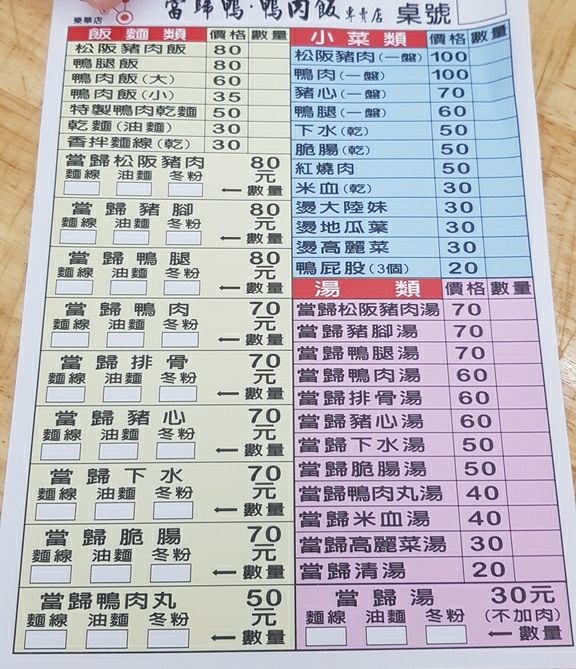 當歸鴨·鴨肉飯 專賣店 桌號
樂華店
飯麵類 價格 數量
松阪豬肉飯 80
鴨腿飯 80
鴨肉飯(大) 60
鴨肉飯(小) 35
特製鴨肉乾麵 50
乾麵(油麵) 30
香拌麵線(乾) 30
當歸松阪豬肉 80元
麵線 油麵 冬粉 ←數量
當歸豬腳 80元
麵線 油麵 冬粉 ←數量
當歸鴨腿 80元
麵線 油麵 冬粉 ←數量
當歸鴨肉 70元
麵線 油麵 冬粉 ←數量
當歸排骨 70元
麵線 油麵 冬粉 ←數量
當歸豬心 70元
麵線 油麵 冬粉 ←數量
當歸下水 70元
麵線 油麵 冬粉 ←數量
當歸脆腸 70元
麵線 油麵 冬粉 ←數量
當歸鴨肉丸 50元
麵線 油麵 冬粉 ←數量
小菜類 價格 數量
松阪豬肉(一盤) 100
鴨肉(一盤) 100
豬心(一盤) 70
鴨腿(一盤) 60
下水(乾) 50
脆腸(乾) 50
紅燒肉 50
米血(乾) 30
燙大陸妹 30
燙地瓜葉 30
燙高麗菜 30
鴨屁股(3個) 20
湯類 價格 數量
當歸松阪豬肉湯 70
當歸豬腳湯 70
當歸鴨腿湯 70
當歸鴨肉湯 60
當歸排骨湯 60
當歸豬心湯 60
當歸下水湯 50
當歸脆腸湯 50
當歸鴨肉丸湯 40
當歸米血湯 40
當歸高麗菜湯 30
當歸清湯 20
當歸湯 30元
(不加肉)
麵線 油麵 冬粉 ←數量